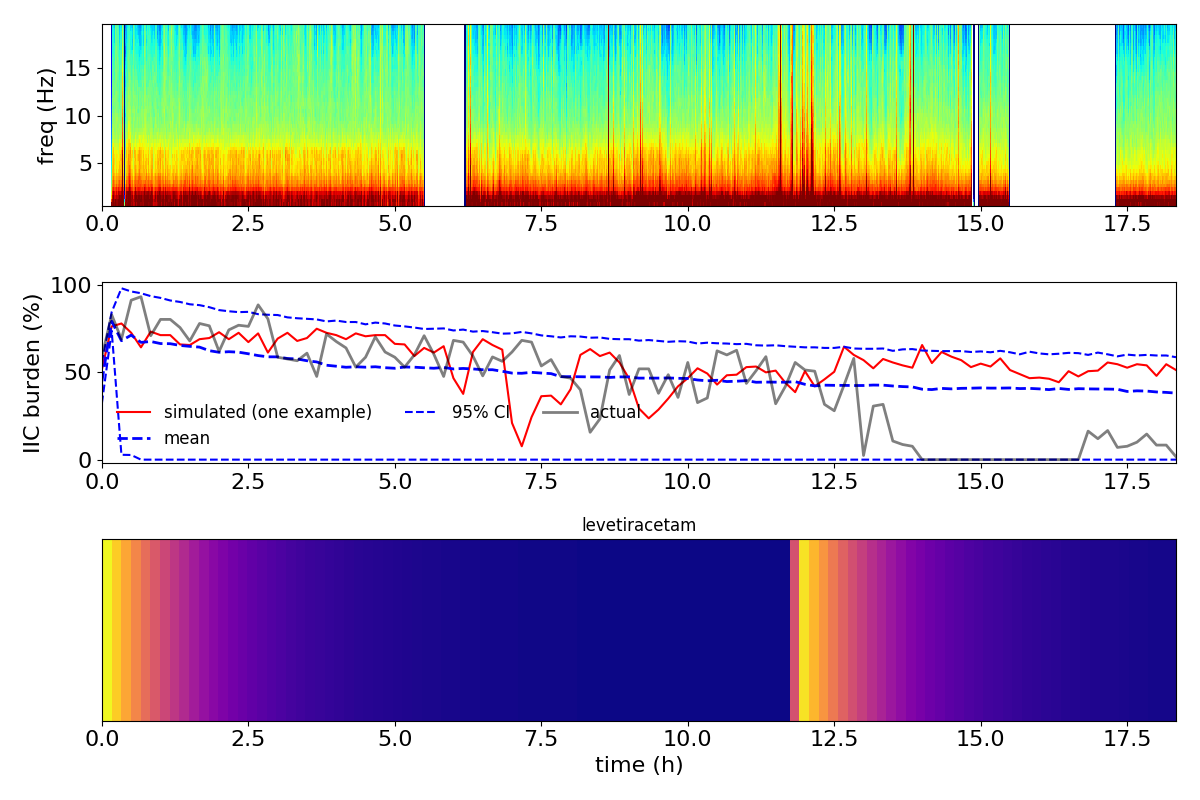 freq (Hz)
15
10
5
0.0 2.5 5.0 7.5 10.0 12.5 15.0 17.5
IIC burden (%)
100
50
0
simulated (one example) 95% CI actual
mean
0.0 2.5 5.0 7.5 10.0 12.5 15.0 17.5
levetiracetam
0.0 2.5 5.0 7.5 10.0 12.5 15.0 17.5
time (h)